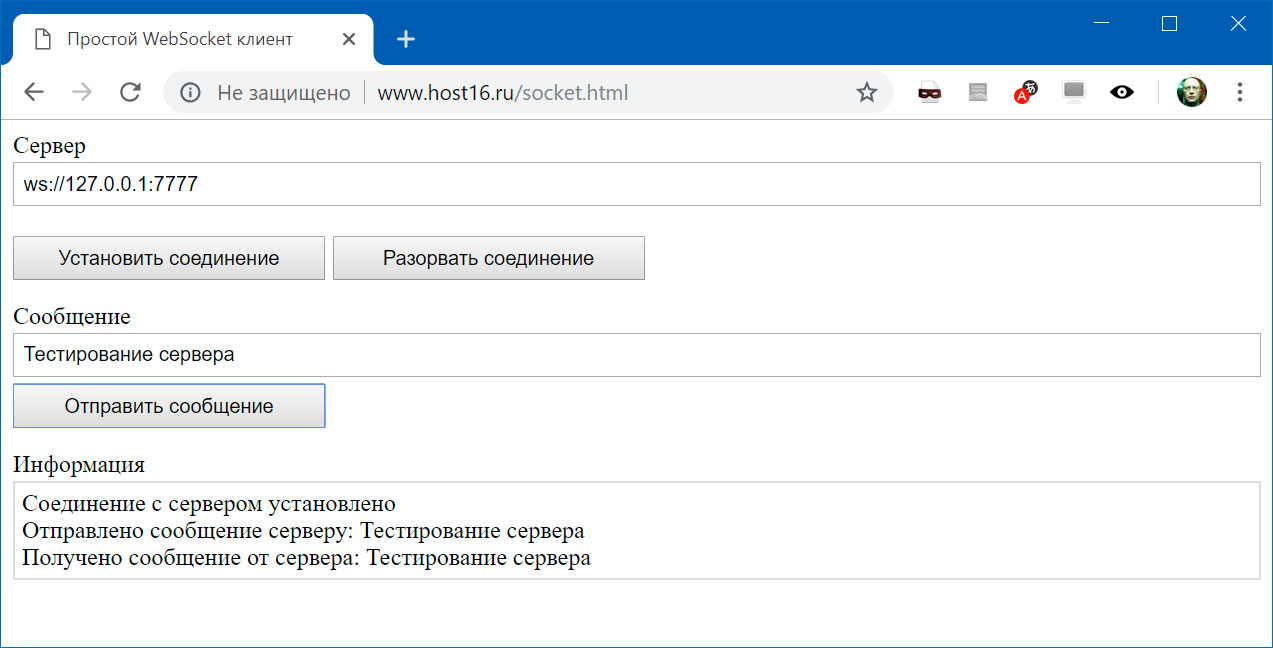 Простой WebSocket клиент
Не защищено
www.host16.ru/socket.html
Сервер
ws://127.0.0.1:7777
Установить соединение Разорвать соединение
Сообщение
Тестирование сервера
Отправить сообщение
Информация
Соединение с сервером установлено
Отправлено сообщение серверу: Тестирование сервера
Получено сообщение от сервера: Тестирование сервера